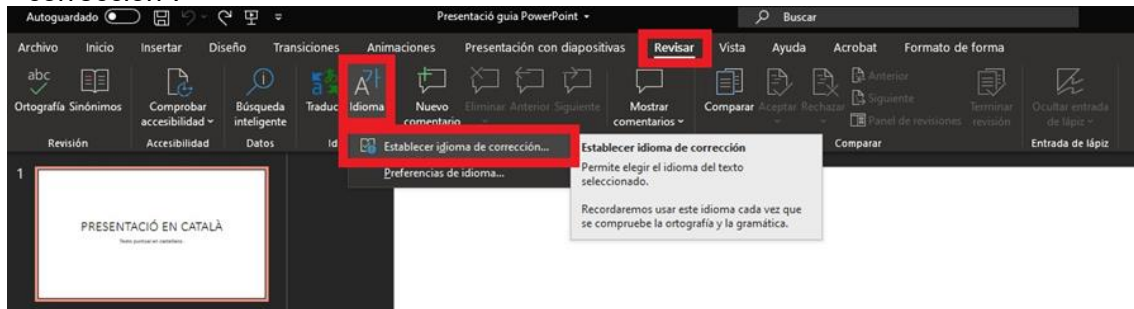 Autoguardado
Presentació guia PowerPoint
Buscar
Archivo Inicio Insertar Diseño Transiciones Animaciones Presentación con diapositivas Revisar Vista Ayuda Acrobat Formato de forma
abc
Ortografía Sinónimos Comprobar accesibilidad Búsqueda inteligente Traduc Idioma Nuevo comentario Eliminar Anterior Siguiente Mostrar comentarios Comparar Aceptar Rechazar
Anterior
Siguiente
Panel de revisiones
Terminar revisión
Ocultar entrada de lápiz
Revisión Accesibilidad Datos Id Comparar Entrada de lápiz
Establecer idioma de corrección...
Preferencias de idioma...
Establecer idioma de corrección
Permite elegir el idioma del texto
seleccionado.
Recordaremos usar este idioma cada vez que
se compruebe la ortografía y la gramática.
1
PRESENTACIÓ EN CATALÀ
Texto puntual en castellano